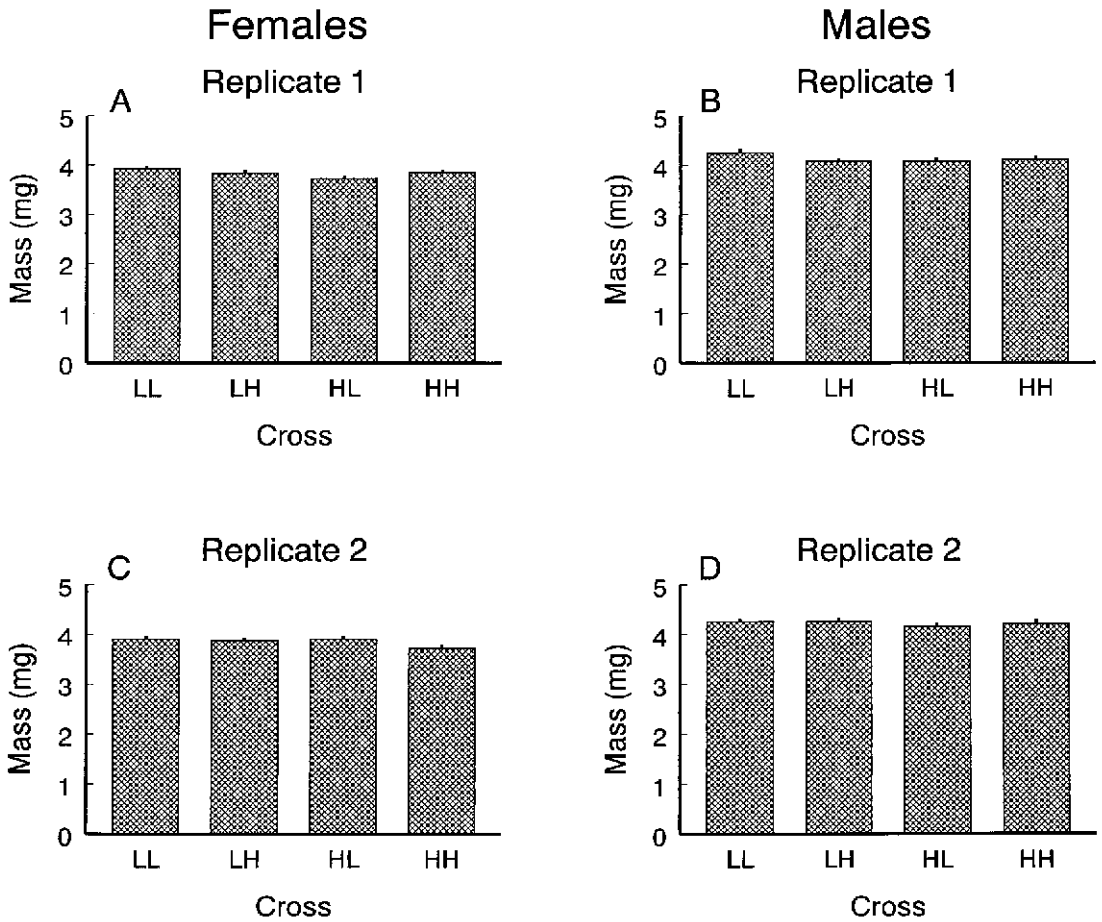 Females
Males
A
Replicate 1
5
4
3
2
1
0
Mass (mg)
LL LH HL HH
Cross
B
Replicate 1
5
4
3
2
1
0
Mass (mg)
LL LH HL HH
Cross
C
Replicate 2
5
4
3
2
1
0
Mass (mg)
LL LH HL HH
Cross
D
Replicate 2
5
4
3
2
1
0
Mass (mg)
LL LH HL HH
Cross